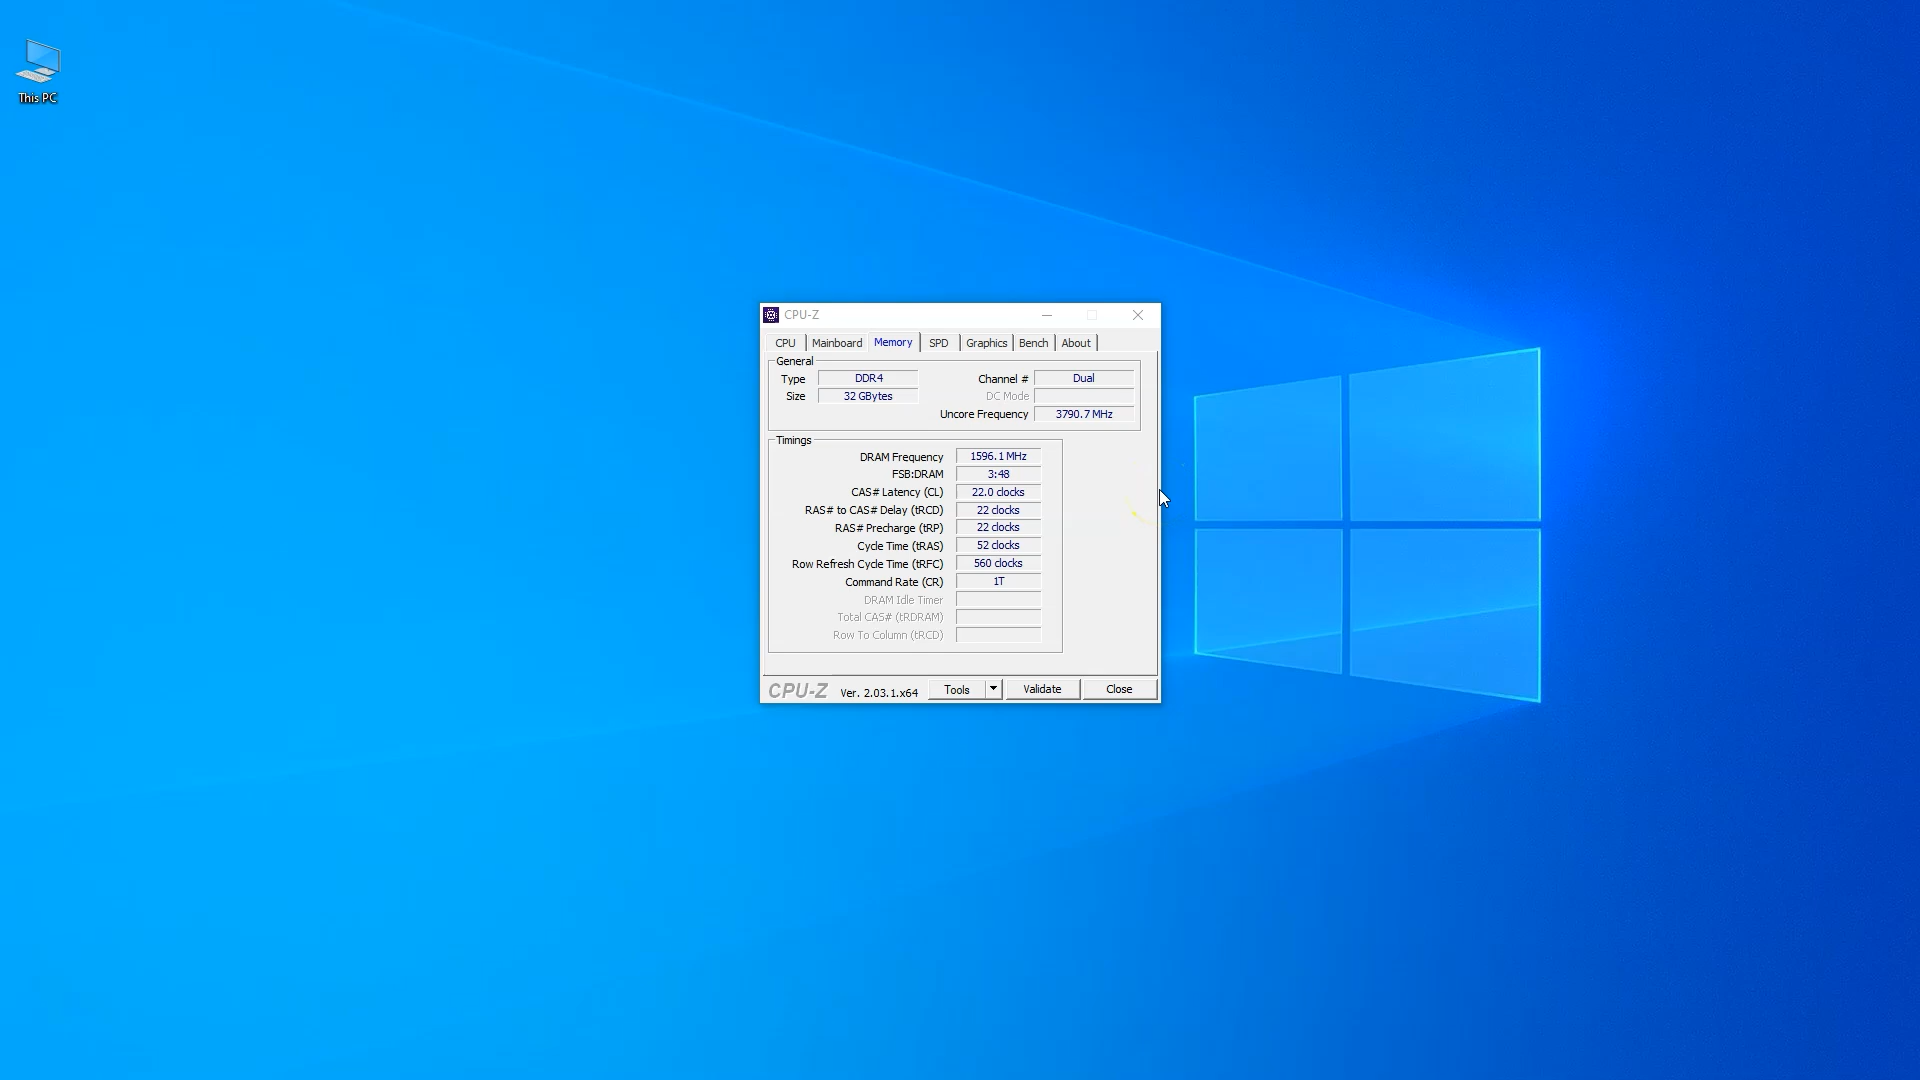 This PC
CPU-Z
CPU Mainboard Memory SPD Graphics Bench About
General
Type DDR4 Channel # Dual
Size 32 GBytes DC Mode
Uncore Frequency 3790.7 MHz
Timings
DRAM Frequency 1596.1 MHz
FSB:DRAM 3:48
CAS# Latency (CL) 22.0 clocks
RAS# to CAS# Delay (tRCD) 22 clocks
RAS# Precharge (tRP) 22 clocks
Cycle Time (tRAS) 52 clocks
Row Refresh Cycle Time (tRFC) 560 clocks
Command Rate (CR) 1T
DRAM Idle Timer
Total CAS# (tRDRAM)
Row To Column (tRCD)
CPU-Z Ver. 2.03.1.x64 Tools Validate Close